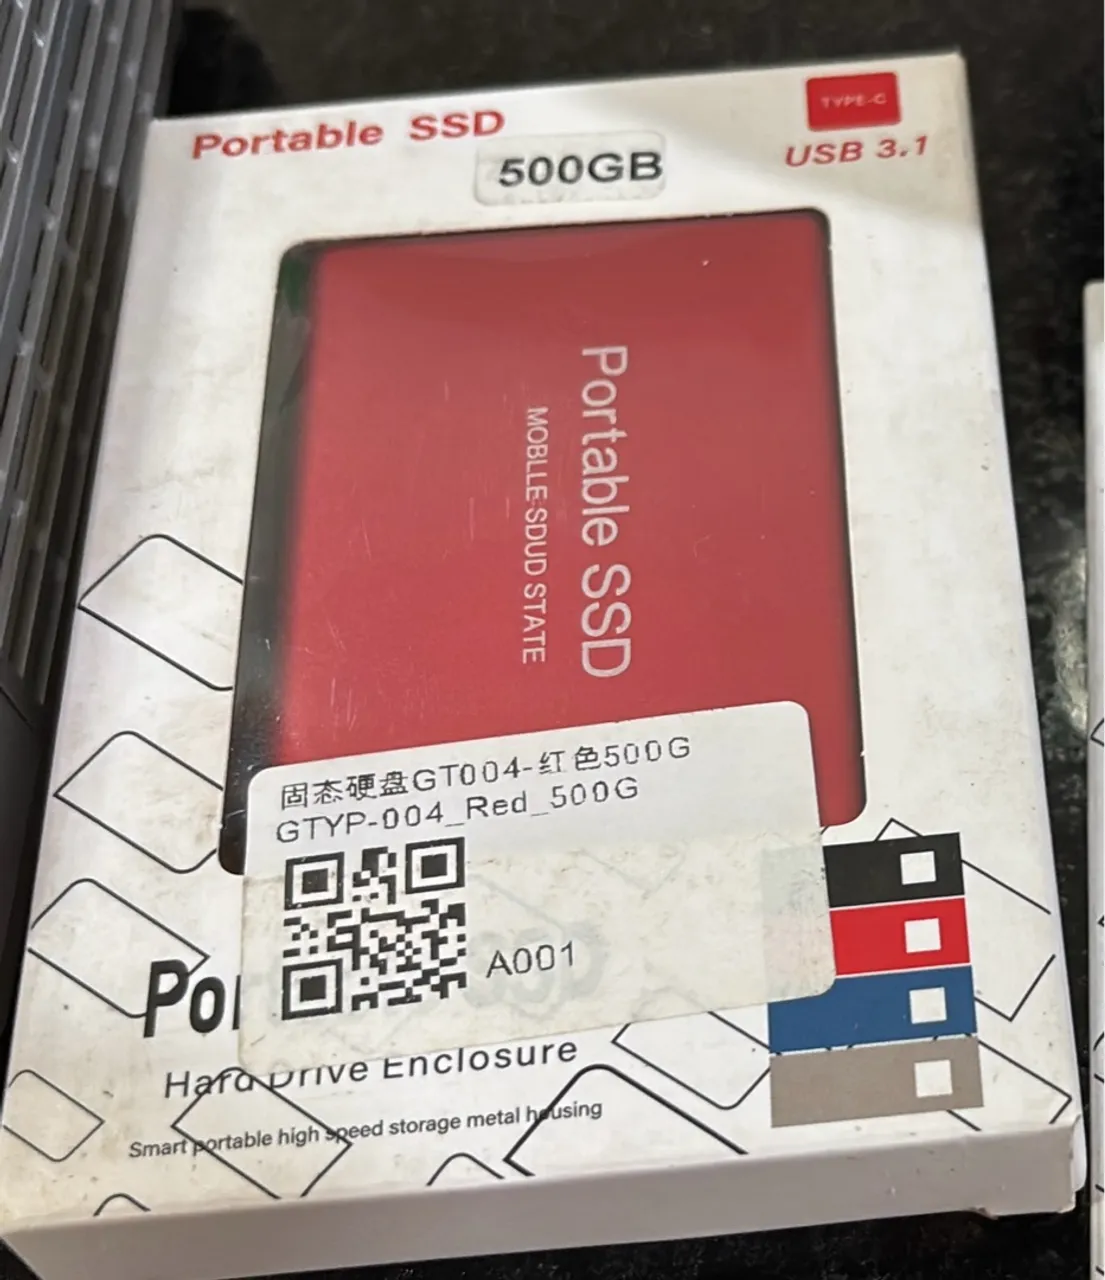 Portable SSD
500GB
TYPE-C
USB 3.1
Portable SSD
MOBLLE SDUD STATE
固态硬盘GT004-红色500G
GTYP-004_Red_500G
A001
Hard Drive Enclosure
Smart portable high speed storage metal housing